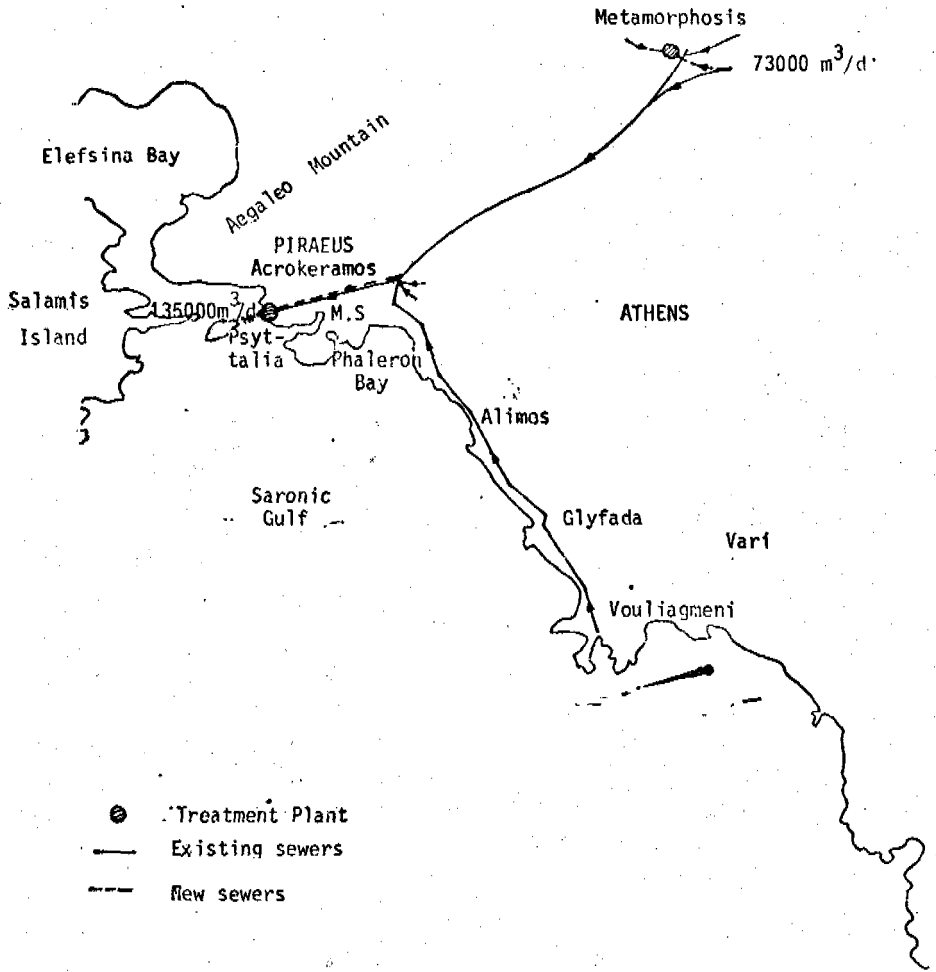 Metamorphosis
73000 m³/d
Elefsina Bay
Aegaleo Mountain
PIRAEUS
Acrokeramos
Salamis
Island
135000m³/d
M.S
ATHENS
Psyt-
talia
Phaleron
Bay
Alimos
Saronic
Gulf
Glyfada
Vari
Vouliagmeni
Treatment Plant
Existing sewers
New sewers